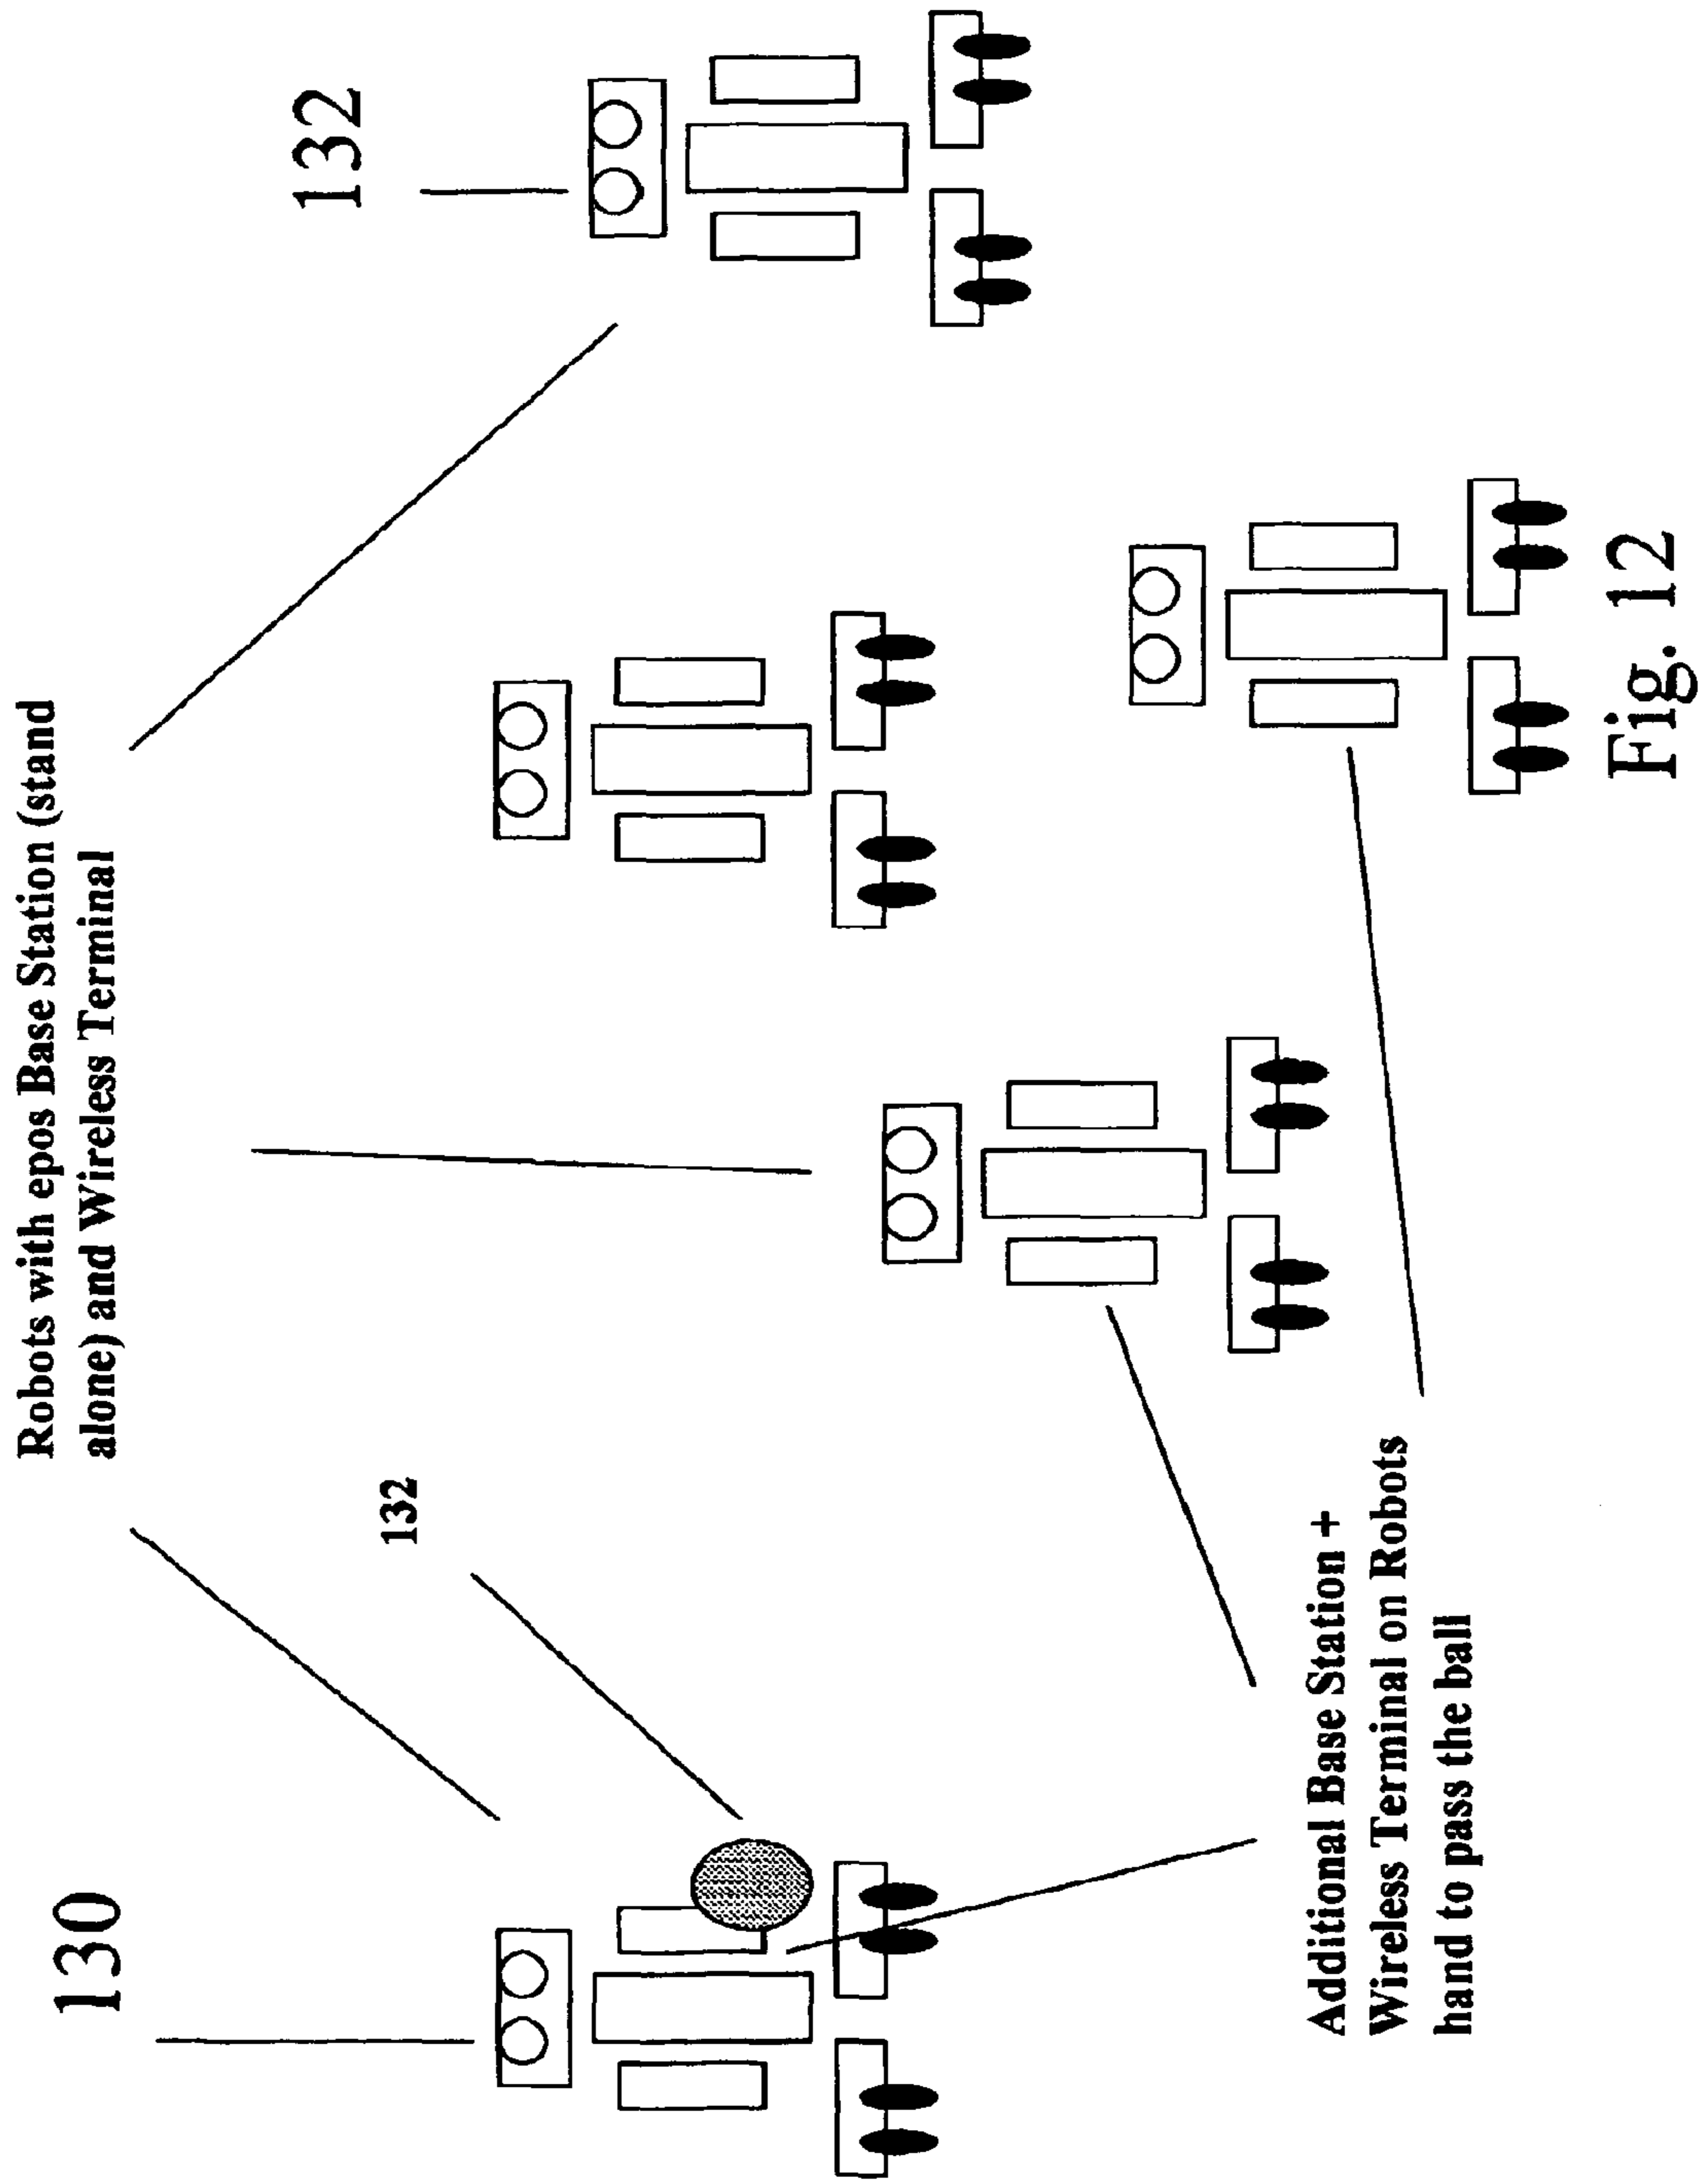 Robots with epos Base Station (stand
alone) and Wireless Terminal
130
132
132
Additional Base Station +
Wireless Terminal on Robots
hand to pass the ball
Fig. 12